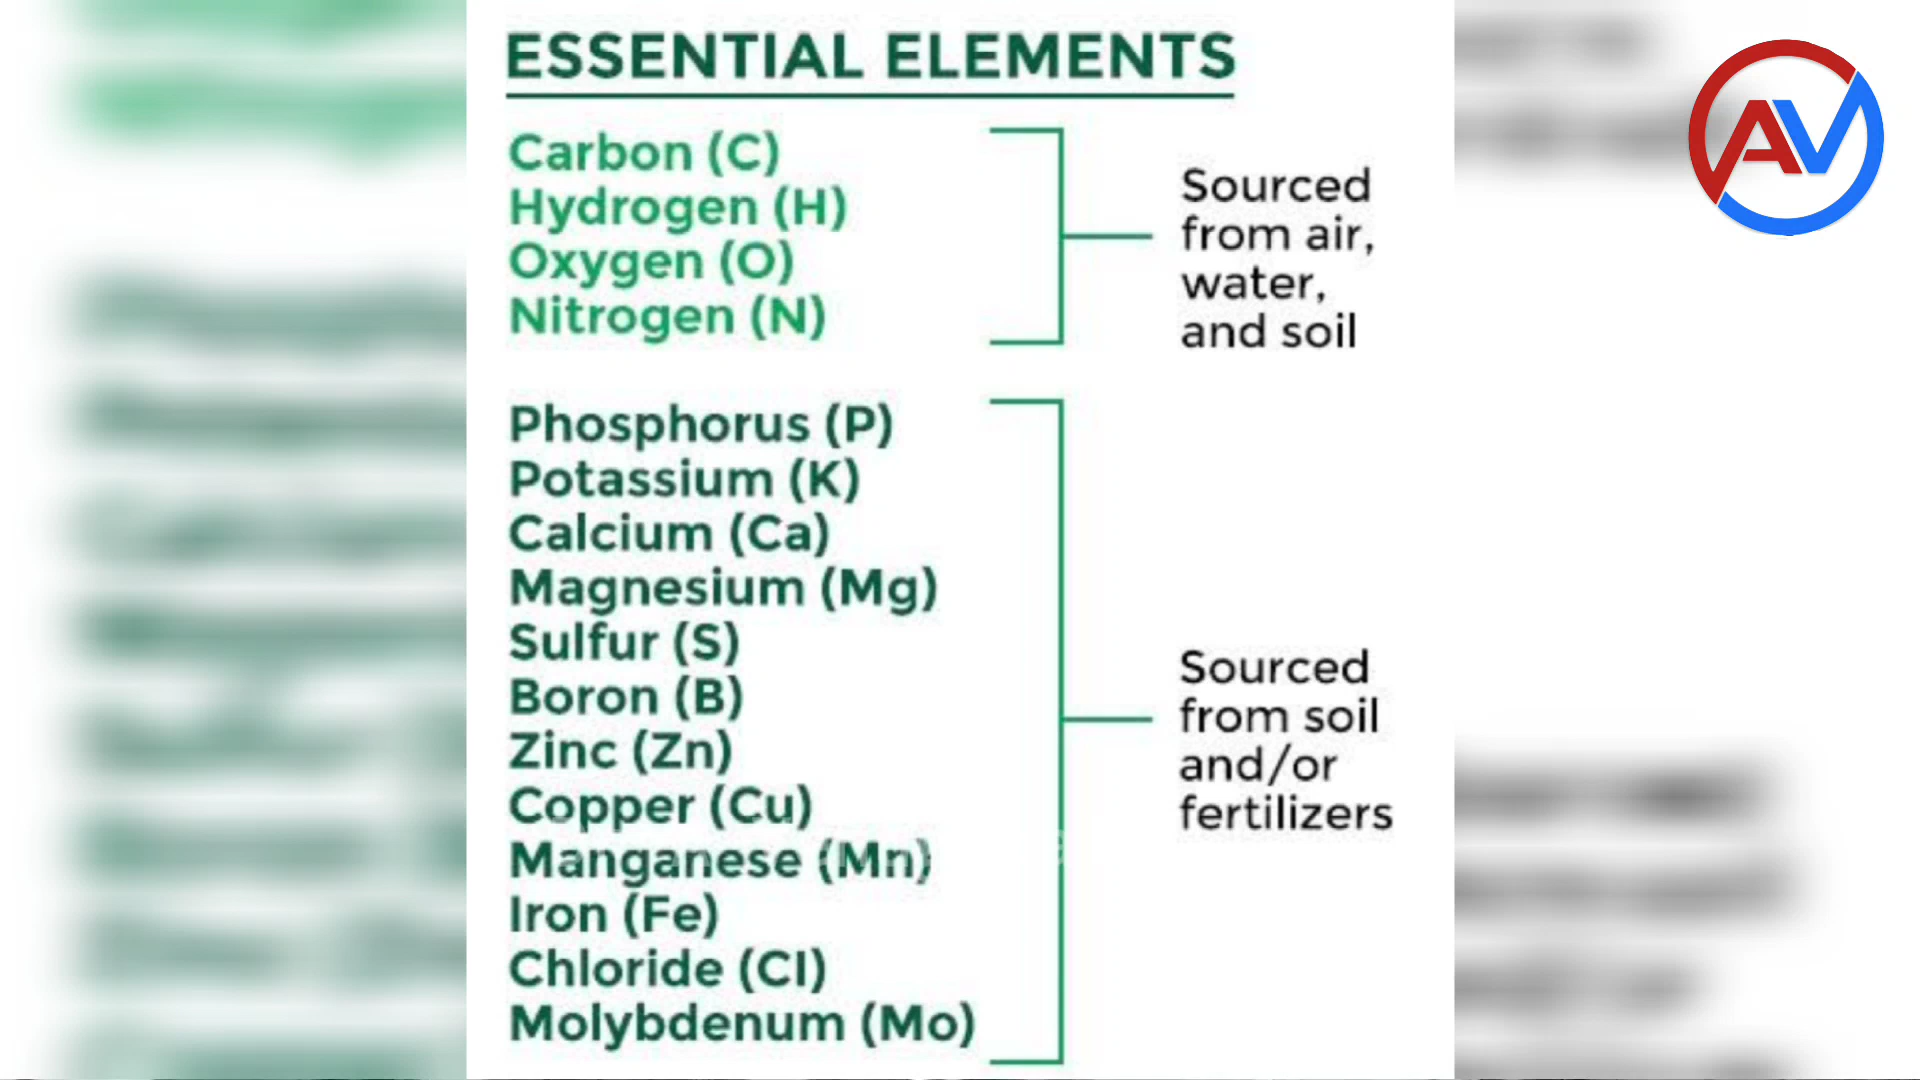 ESSENTIAL ELEMENTS
Carbon (C)
Hydrogen (H)
Oxygen (O)
Nitrogen (N)
Sourced
from air,
water,
and soil
Phosphorus (P)
Potassium (K)
Calcium (Ca)
Magnesium (Mg)
Sulfur (S)
Boron (B)
Zinc (Zn)
Copper (Cu)
Manganese (Mn)
Iron (Fe)
Chloride (Cl)
Molybdenum (Mo)
Sourced
from soil
and/or
fertilizers
AV